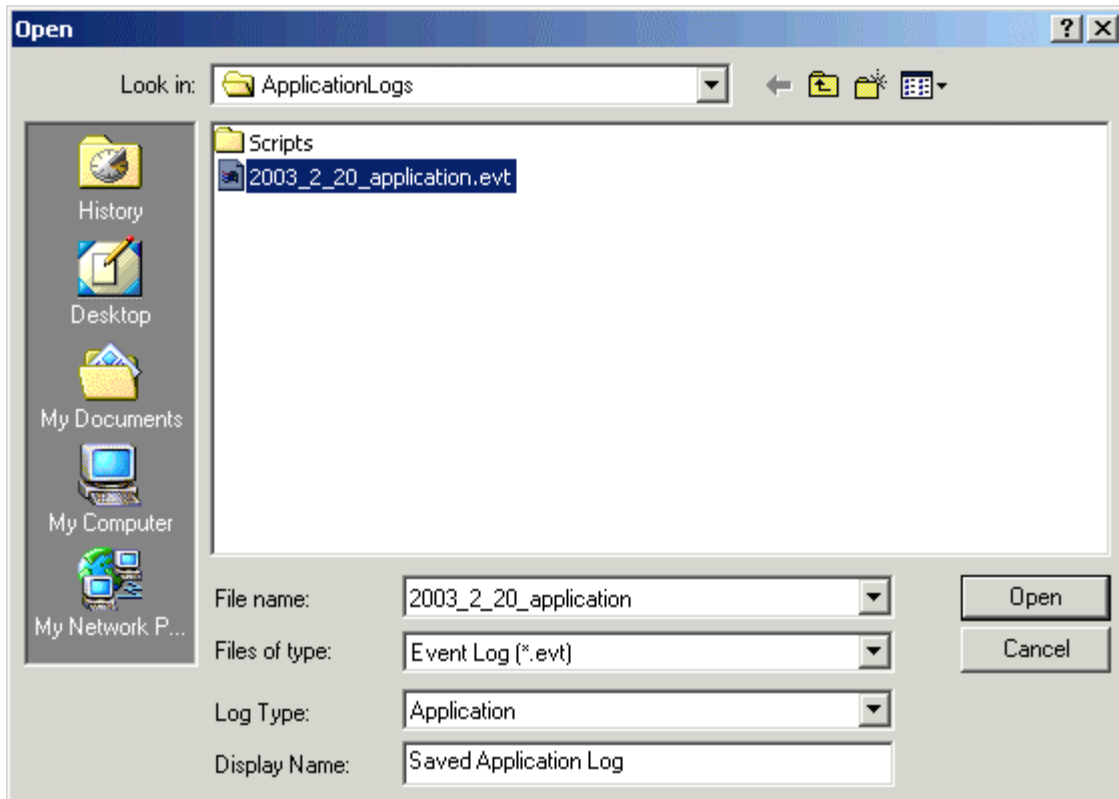 Open
Look in: ApplicationLogs
History
Desktop
My Documents
My Computer
My Network P...
Scripts
2003_2_20_application.evt
File name: 2003_2_20_application Open
Files of type: Event Log (*.evt) Cancel
Log Type: Application
Display Name: Saved Application Log